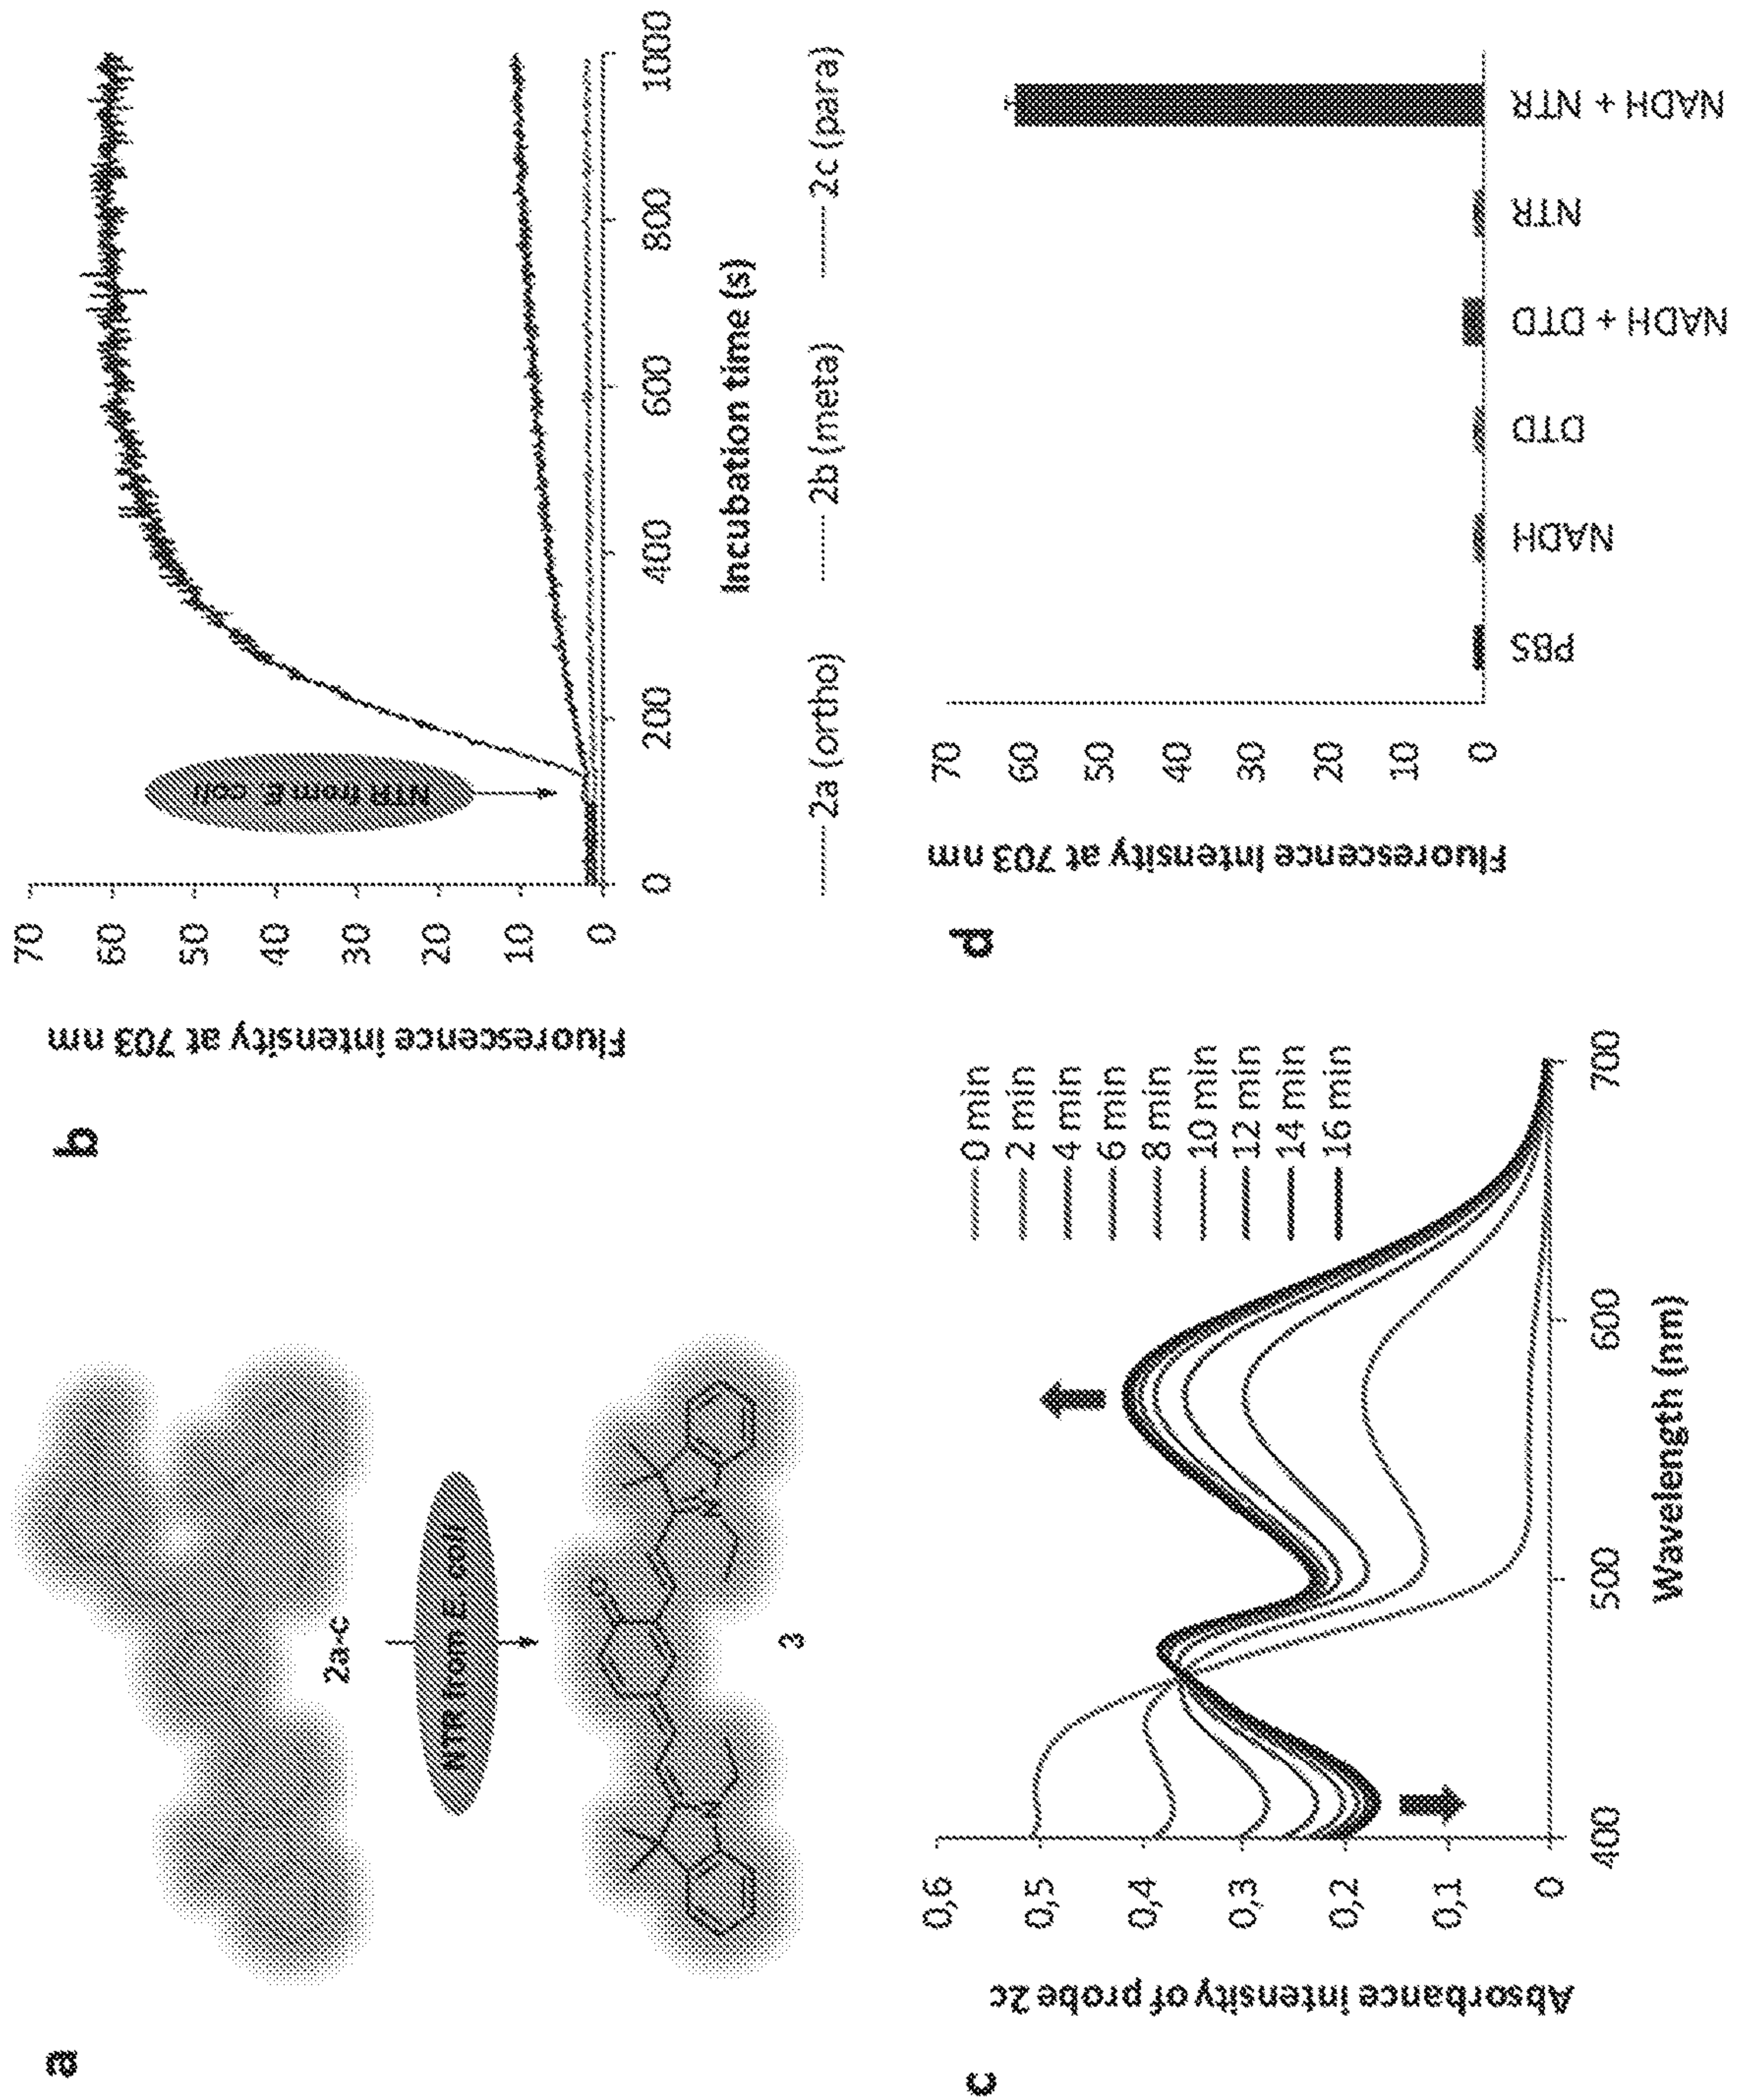 a
2a-c
NTR from E. coli
3
b
Fluorescence intensity at 703 nm
70
60
50
40
30
20
10
0
NTR from E. coli
0
200
400
600
800
1000
Incubation time (s)
2a (ortho)
2b (meta)
2c (para)
c
Absorbance intensity of probe 2c
0,6
0,5
0,4
0,3
0,2
0,1
0
400
500
600
700
Wavelength (nm)
0 min
2 min
4 min
6 min
8 min
10 min
12 min
14 min
16 min
d
Fluorescence intensity at 703 nm
70
60
50
40
30
20
10
0
PBS
NADH
DTD
NADH + DTD
NTR
NADH + NTR